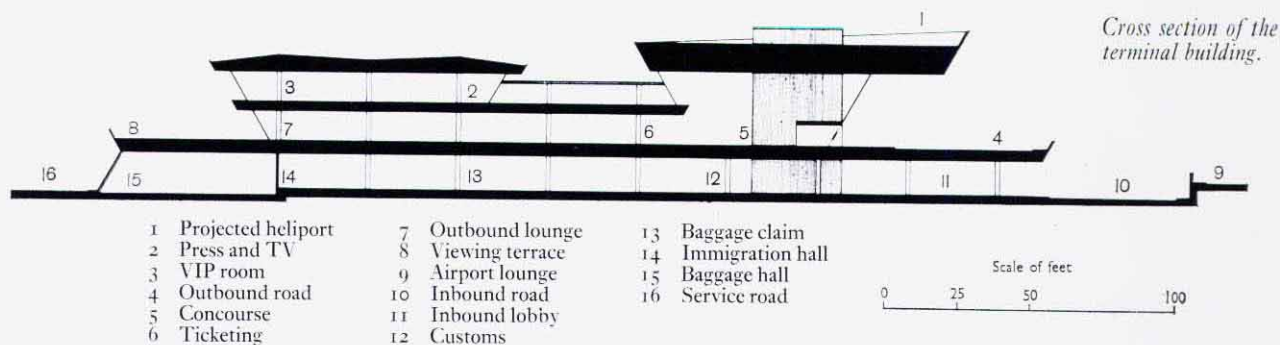 Cross section of the
terminal building.
1
3
2
8
7
6
5
4
16
15
14
13
12
11
10
9
1 Projected heliport
2 Press and TV
3 VIP room
4 Outbound road
5 Concourse
6 Ticketing
7 Outbound lounge
8 Viewing terrace
9 Airport lounge
10 Inbound road
11 Inbound lobby
12 Customs
13 Baggage claim
14 Immigration hall
15 Baggage hall
16 Service road
Scale of feet
0 25 50 100